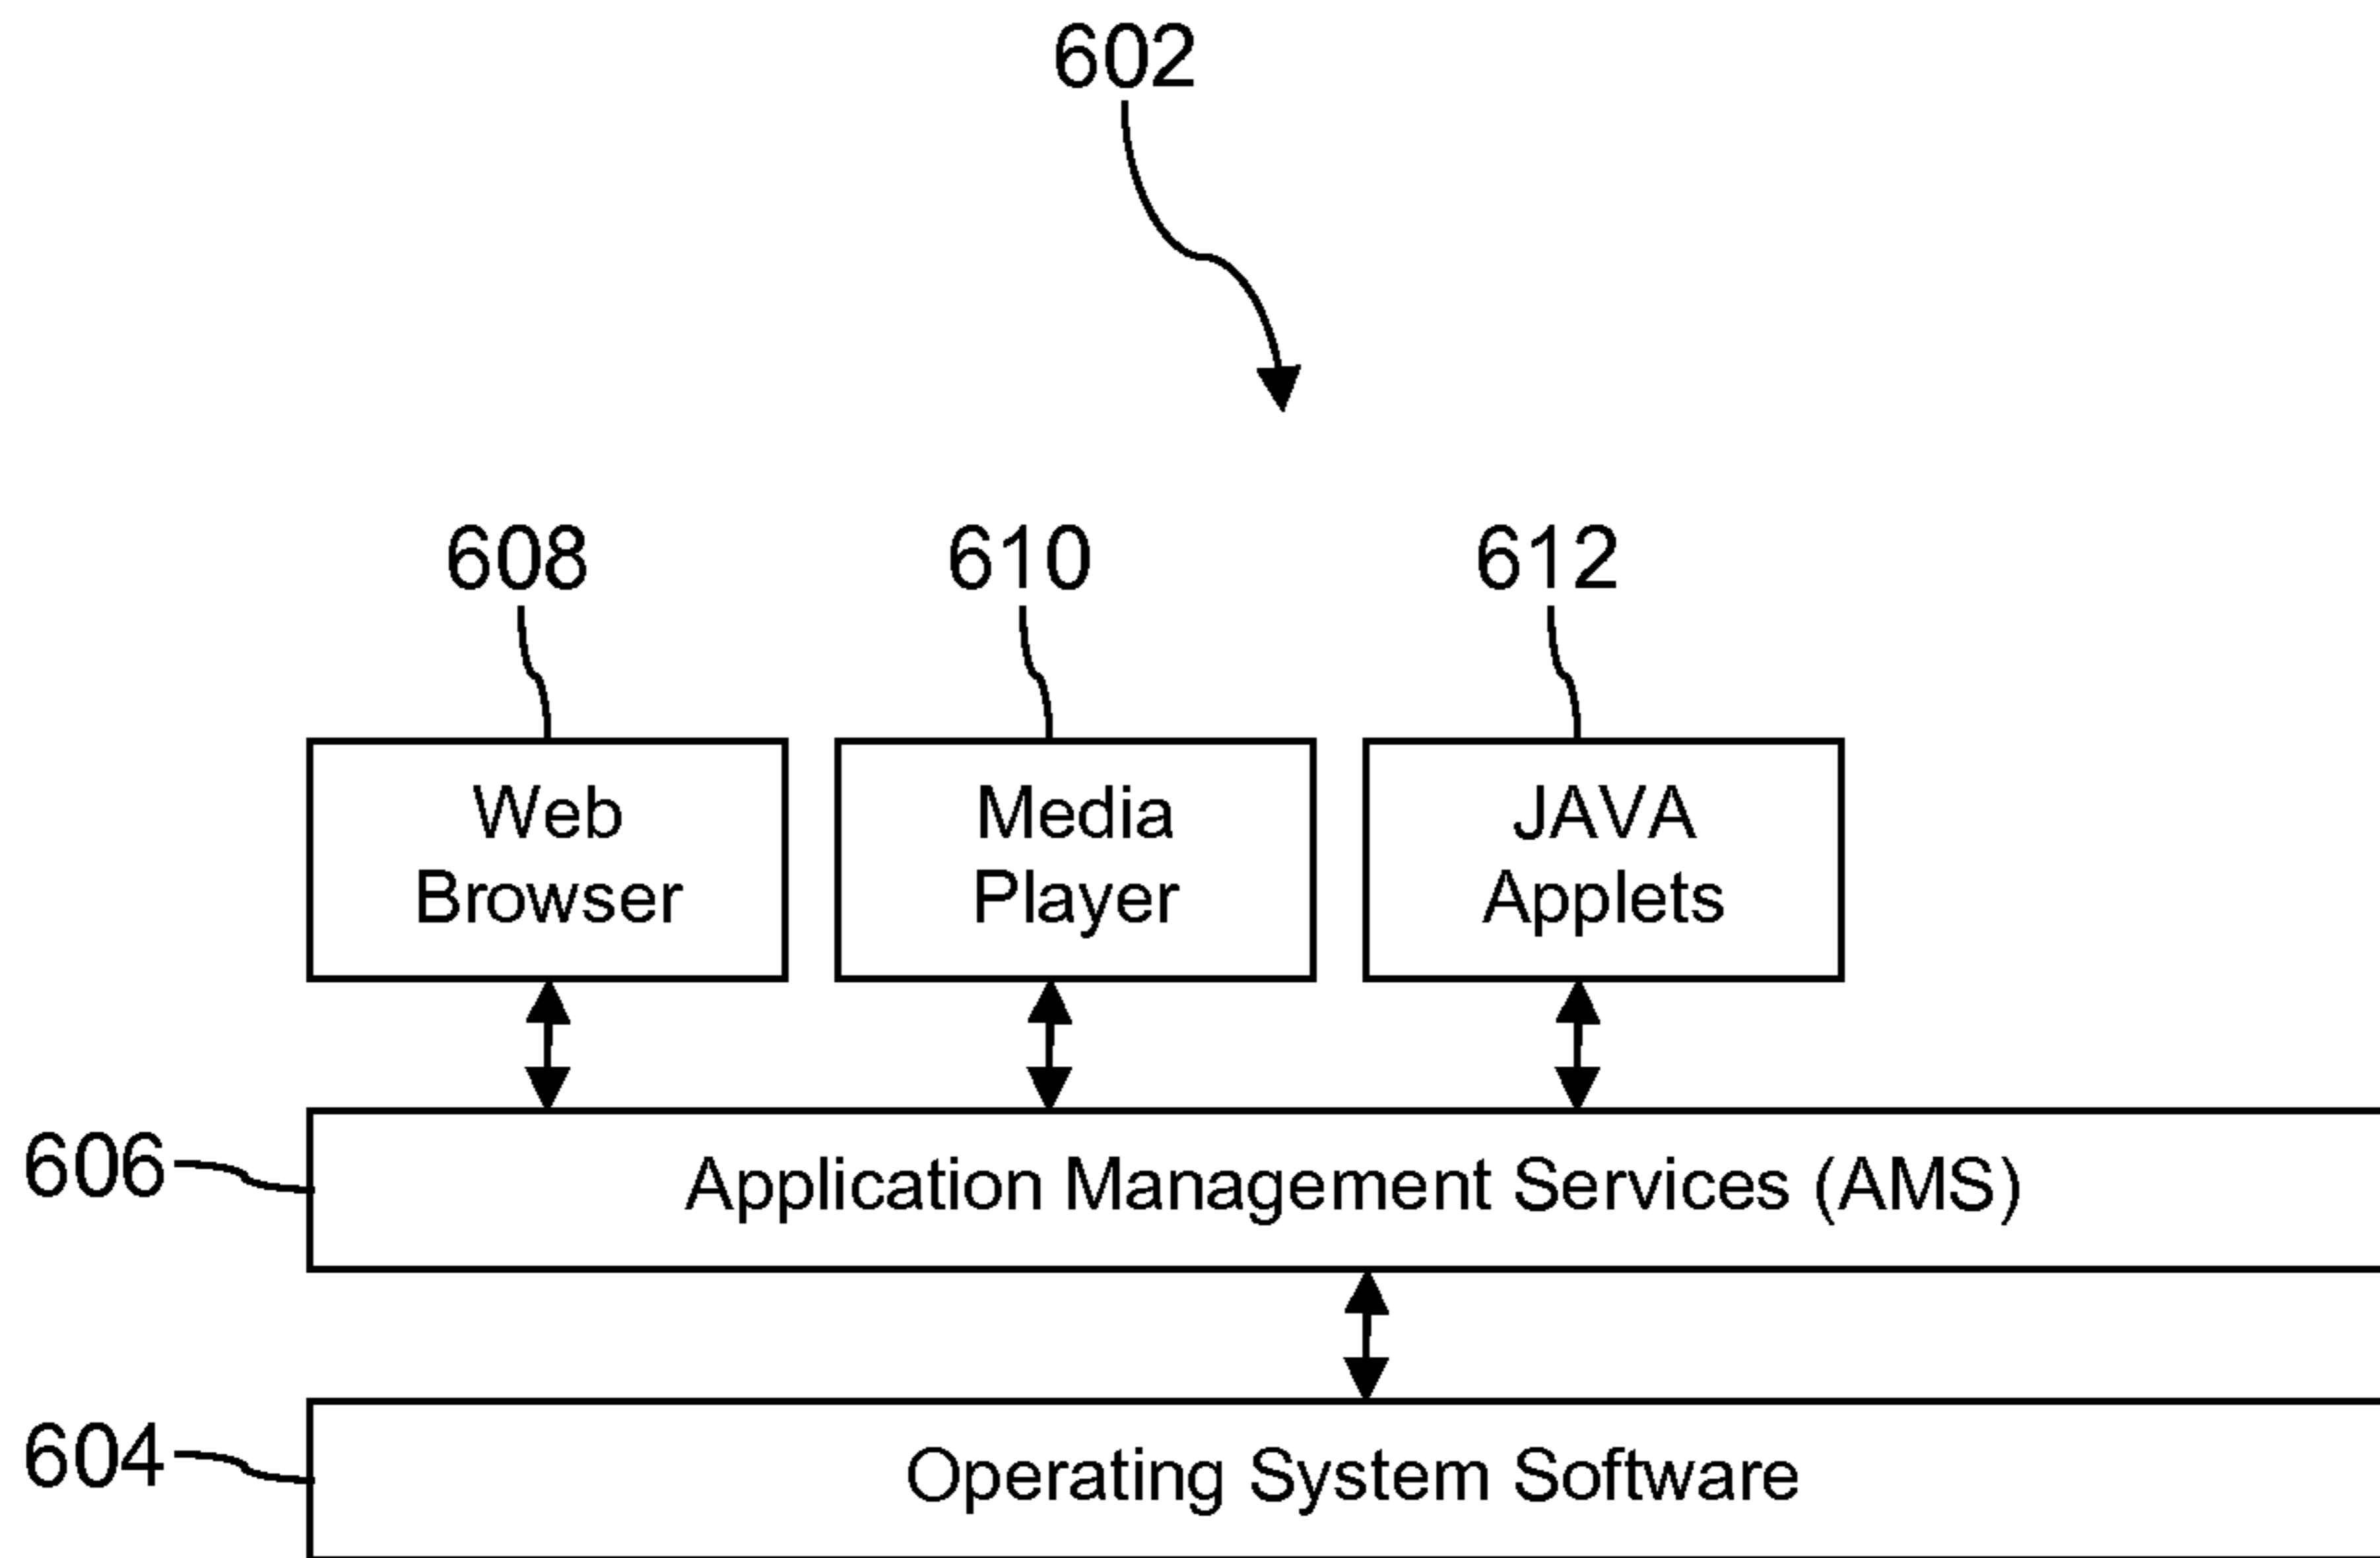 602
608
610
612
Web
Browser
Media
Player
JAVA
Applets
606
Application Management Services (AMS)
604
Operating System Software